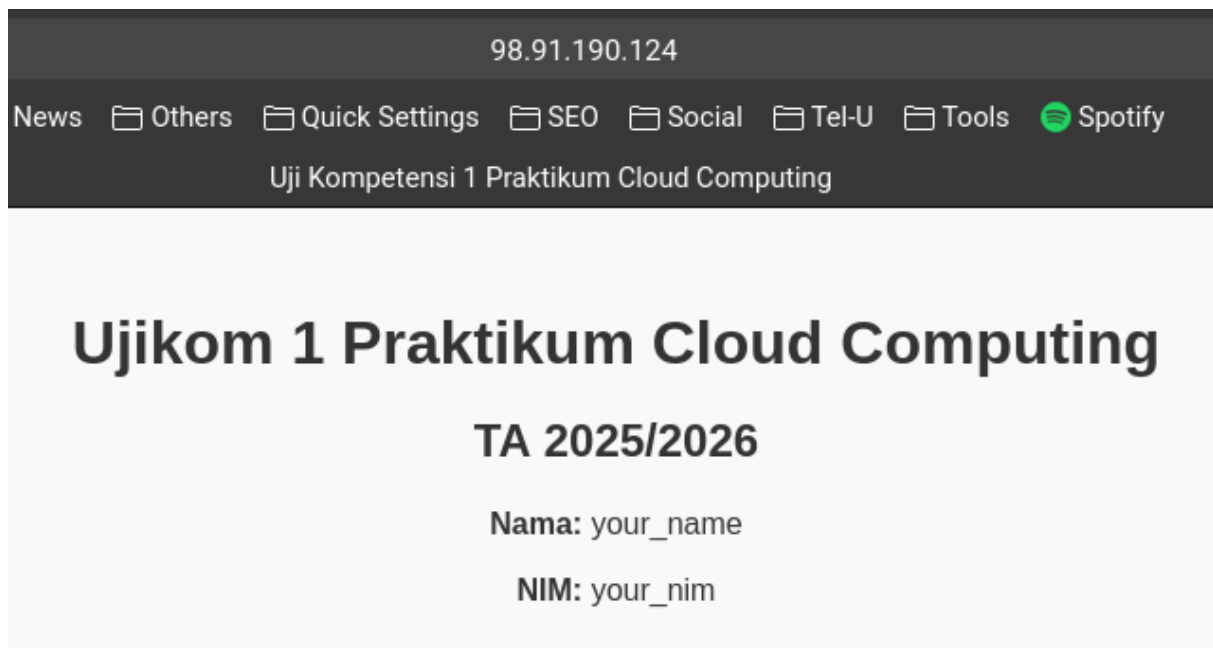 98.91.190.124
News Others Quick Settings SEO Social Tel-U Tools Spotify
Uji Kompetensi 1 Praktikum Cloud Computing
Ujikom 1 Praktikum Cloud Computing
TA 2025/2026
Nama: your_name
NIM: your_nim